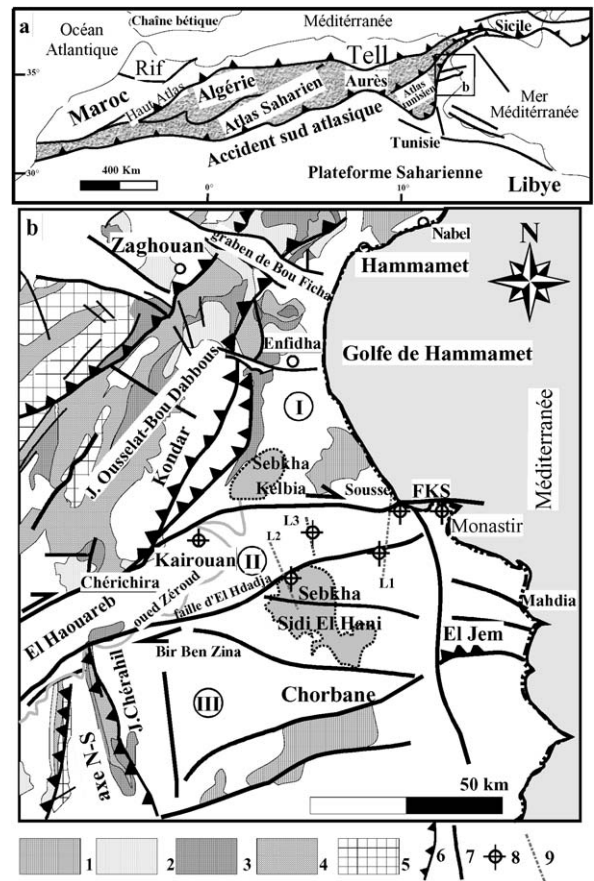 a
Océan
Atlantique
Chaîne bétique
Méditérranée
Sicile
35°
Rif
Tell
Maroc
Haut Atlas
Algérie
Atlas Saharien
Aurès
Atlas
tunisien
b
Mer
Méditérranée
Accident sud atlasique
Tunisie
30°
400 Km
0°
10°
Plateforme Saharienne
Libye
b
Zaghouan
graben de Bou Ficha
Nabel
Hammamet
N
Enfidha
Golfe de Hammamet
J. Ousselat-Bou Dabbous
Kondar
I
Méditérranée
Sebkha
Kelbia
Sousse
FKS
Monastir
L2
L3
Kairouan
II
L1
Chérichira
oued Zéroud
faille d'El Hdadja
Sebkha
Sidi El Hani
Mahdia
El Haouareb
El Jem
Bir Ben Zina
J.Chérahil
III
Chorbane
axe N-S
50 km
1
2
3
4
5
6
7
8
9